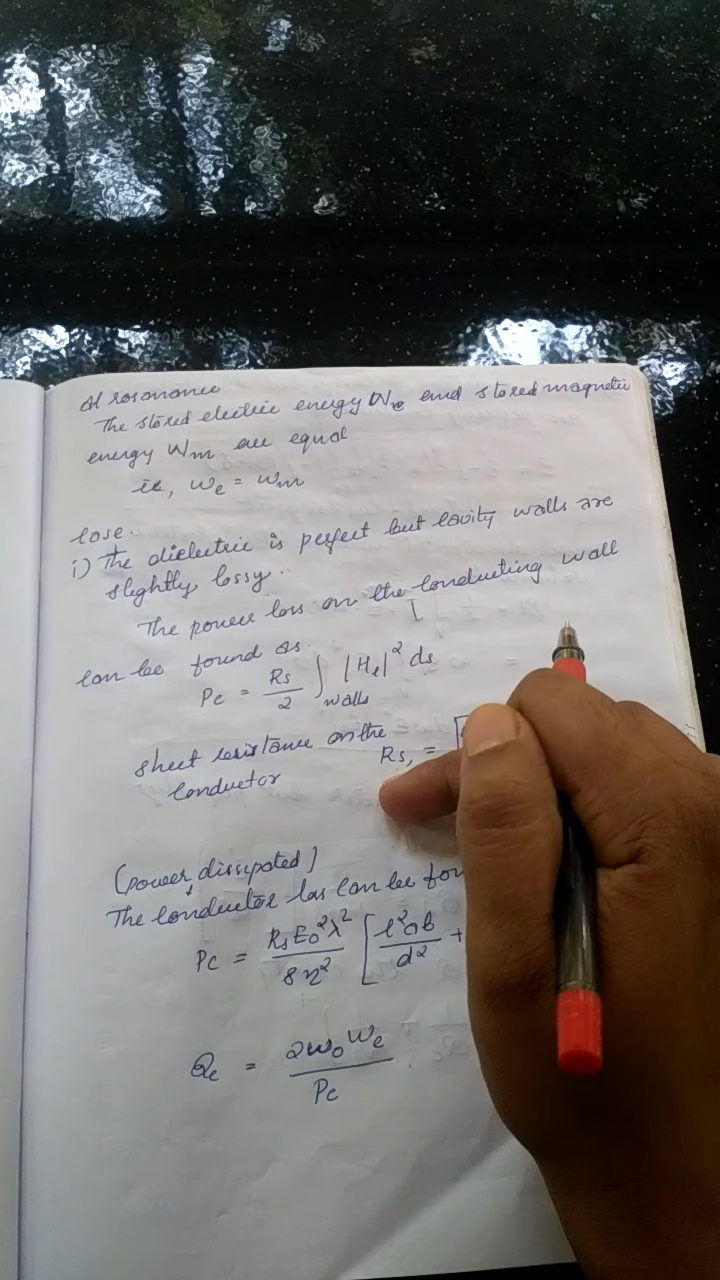 At resonance
The stored electric energy We and stored magnetic
energy Wm are equal
ie, We = Wm
Case.
i) The dielectric is perfect but cavity walls are
slightly lossy.
The power loss on the conducting wall
can be found as.
Pc = Rs/2 ∫walls |Ht|² ds
sheet resistance on the
conductor Rs, =
(power dissipated)
The conductor loss can be foun
Pc = RsE0²λ²/8η² [l²ab/d² +
Qc = 2ω0We/Pc